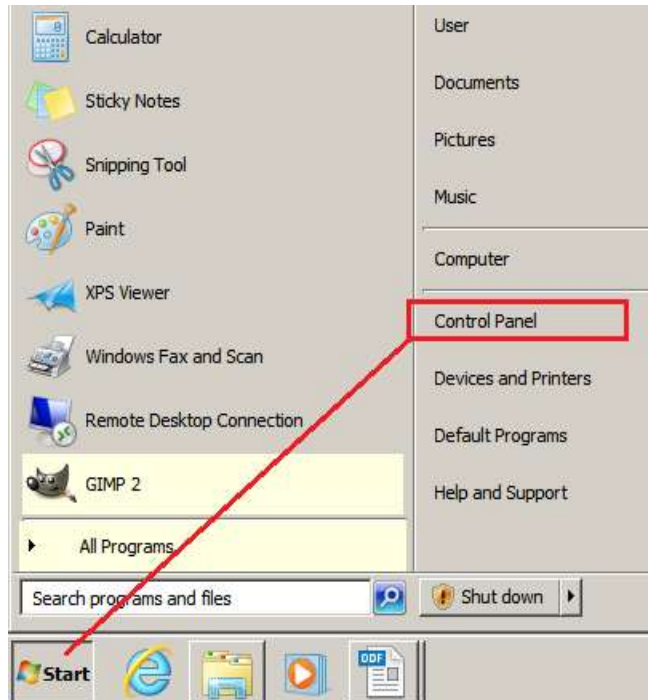 Calculator
Sticky Notes
Snipping Tool
Paint
XPS Viewer
Windows Fax and Scan
Remote Desktop Connection
GIMP 2
All Programs
Search programs and files
User
Documents
Pictures
Music
Computer
Control Panel
Devices and Printers
Default Programs
Help and Support
Shut down
Start
ODF